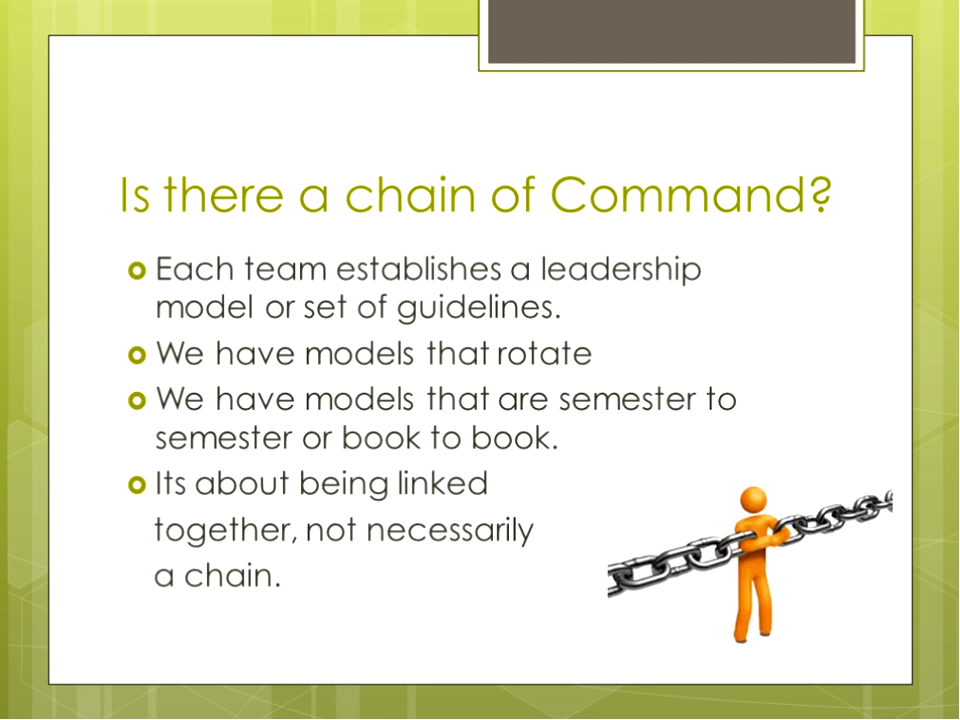 Is there a chain of Command?
Each team establishes a leadership
model or set of guidelines.
We have models that rotate
We have models that are semester to
semester or book to book.
Its about being linked
together, not necessarily
a chain.